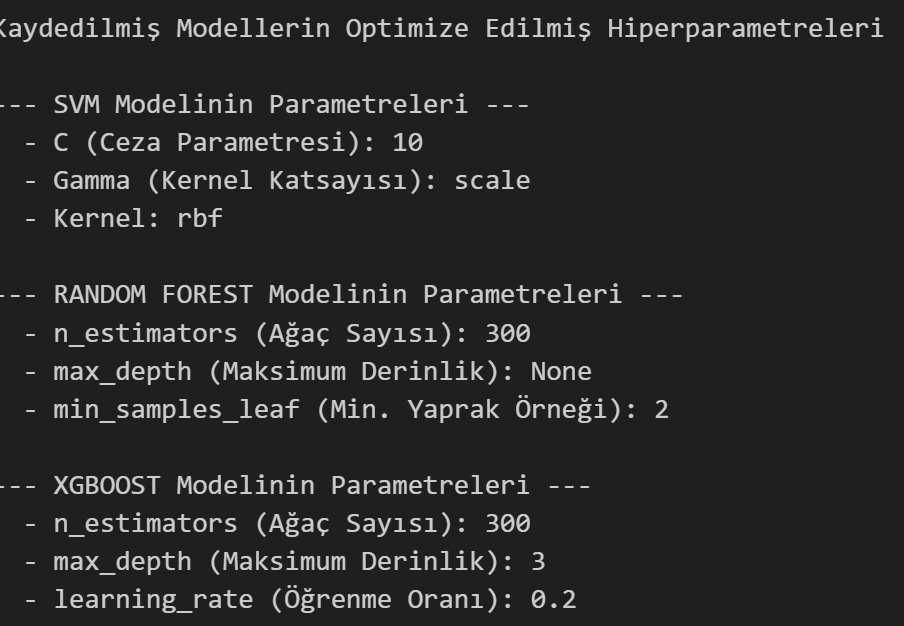 Kaydedilmiş Modellerin Optimize Edilmiş Hiperparametreleri
--- SVM Modelinin Parametreleri ---
- C (Ceza Parametresi): 10
- Gamma (Kernel Katsayısı): scale
- Kernel: rbf
--- RANDOM FOREST Modelinin Parametreleri ---
- n_estimators (Ağaç Sayısı): 300
- max_depth (Maksimum Derinlik): None
- min_samples_leaf (Min. Yaprak Örneği): 2
--- XGBOOST Modelinin Parametreleri ---
- n_estimators (Ağaç Sayısı): 300
- max_depth (Maksimum Derinlik): 3
- learning_rate (Öğrenme Oranı): 0.2